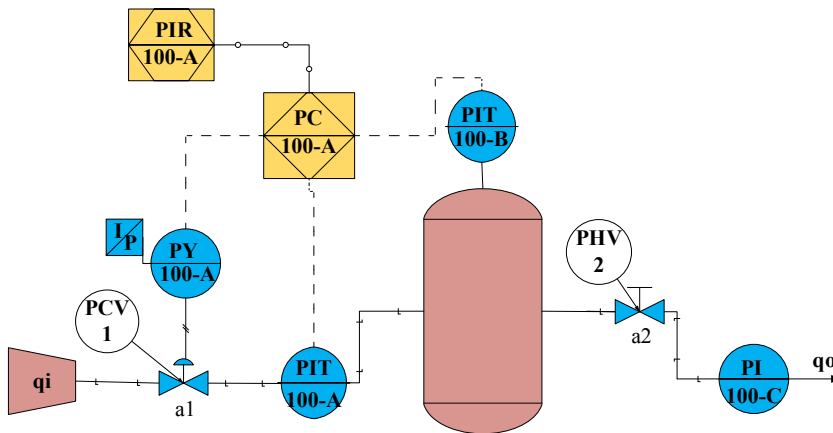 PIR
100-A
PC
100-A
PIT
100-B
I
P
PY
100-A
PHV
2
PCV
1
a2
qi
PIT
100-A
PI
100-C
qo
a1